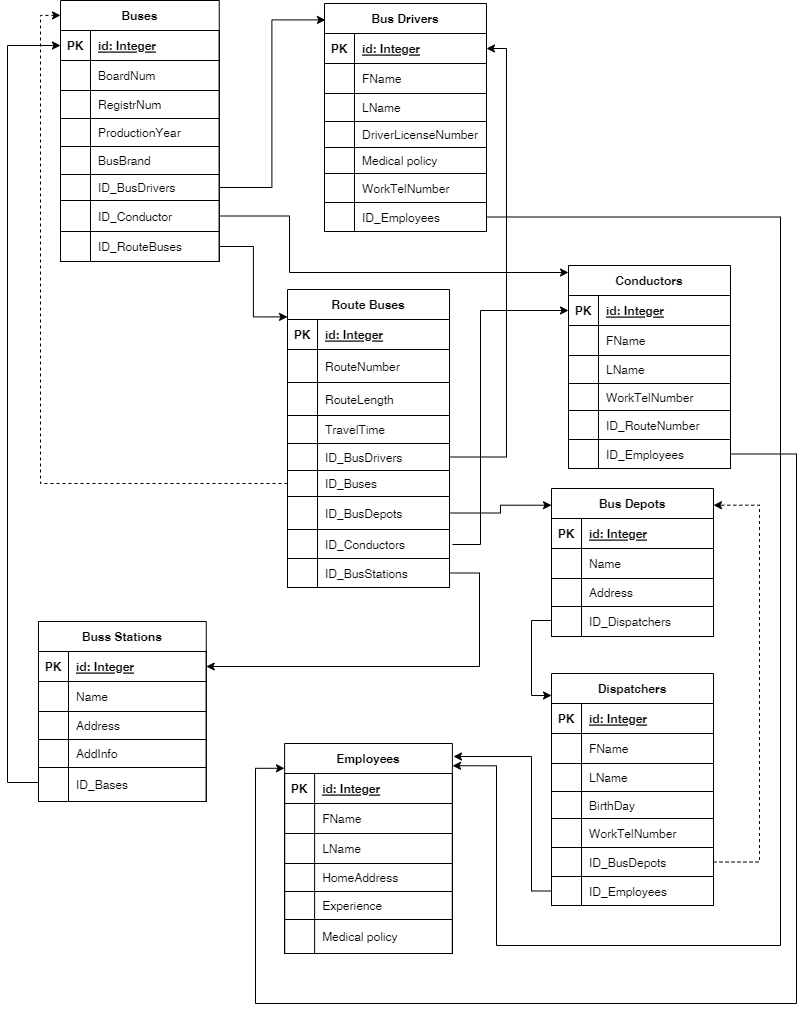 Buses
PK id: Integer
BoardNum
RegistrNum
ProductionYear
BusBrand
ID_BusDrivers
ID_Conductor
ID_RouteBuses
Bus Drivers
PK id: Integer
FName
LName
DriverLicenseNumber
Medical policy
WorkTelNumber
ID_Employees
Conductors
PK id: Integer
FName
LName
WorkTelNumber
ID_RouteNumber
ID_Employees
Route Buses
PK id: Integer
RouteNumber
RouteLength
TravelTime
ID_BusDrivers
ID_Buses
ID_BusDepots
ID_Conductors
ID_BusStations
Bus Depots
PK id: Integer
Name
Address
ID_Dispatchers
Buss Stations
PK id: Integer
Name
Address
AddInfo
ID_Bases
Dispatchers
PK id: Integer
FName
LName
BirthDay
WorkTelNumber
ID_BusDepots
ID_Employees
Employees
PK id: Integer
FName
LName
HomeAddress
Experience
Medical policy